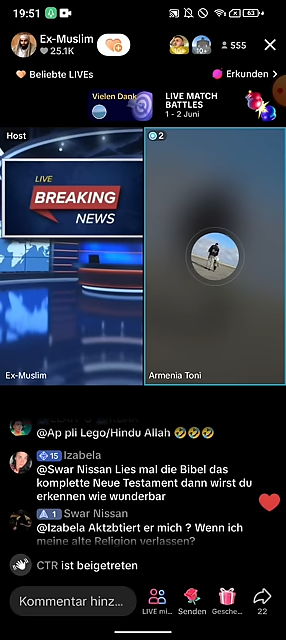 19:51
63
Ex-Muslim
25.1K
555
Beliebte LIVEs
Erkunden >
Vielen Dank
LIVE MATCH
BATTLES
1 - 2 Juni
Host
2
LIVE
BREAKING
NEWS
Ex-Muslim
Armenia Toni
@Ap pli Lego/Hindu Allah 🤣🤣🤣
15 Izabela
@Swar Nissan Lies mal die Bibel das
komplette Neue Testament dann wirst du
erkennen wie wunderbar
1 Swar Nissan
@Izabela Aktzbtiert er mich ? Wenn ich
meine alte Religion verlassen?
CTR ist beigetreten
Kommentar hinz...
LIVE mi...
Senden
Gesche...
22